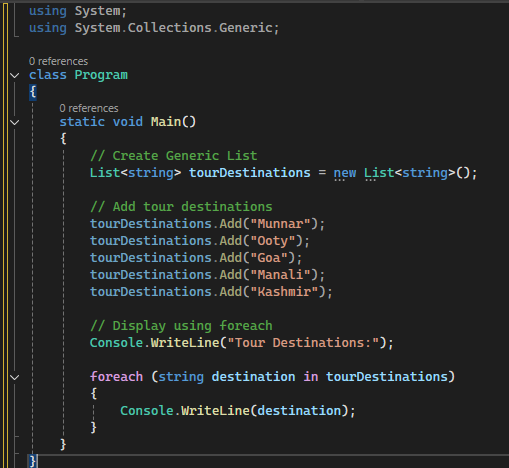 using System;
using System.Collections.Generic;
0 references
class Program
{
0 references
static void Main()
{
// Create Generic List
List<string> tourDestinations = new List<string>();
// Add tour destinations
tourDestinations.Add("Munnar");
tourDestinations.Add("Ooty");
tourDestinations.Add("Goa");
tourDestinations.Add("Manali");
tourDestinations.Add("Kashmir");
// Display using foreach
Console.WriteLine("Tour Destinations:");
foreach (string destination in tourDestinations)
{
Console.WriteLine(destination);
}
}
}